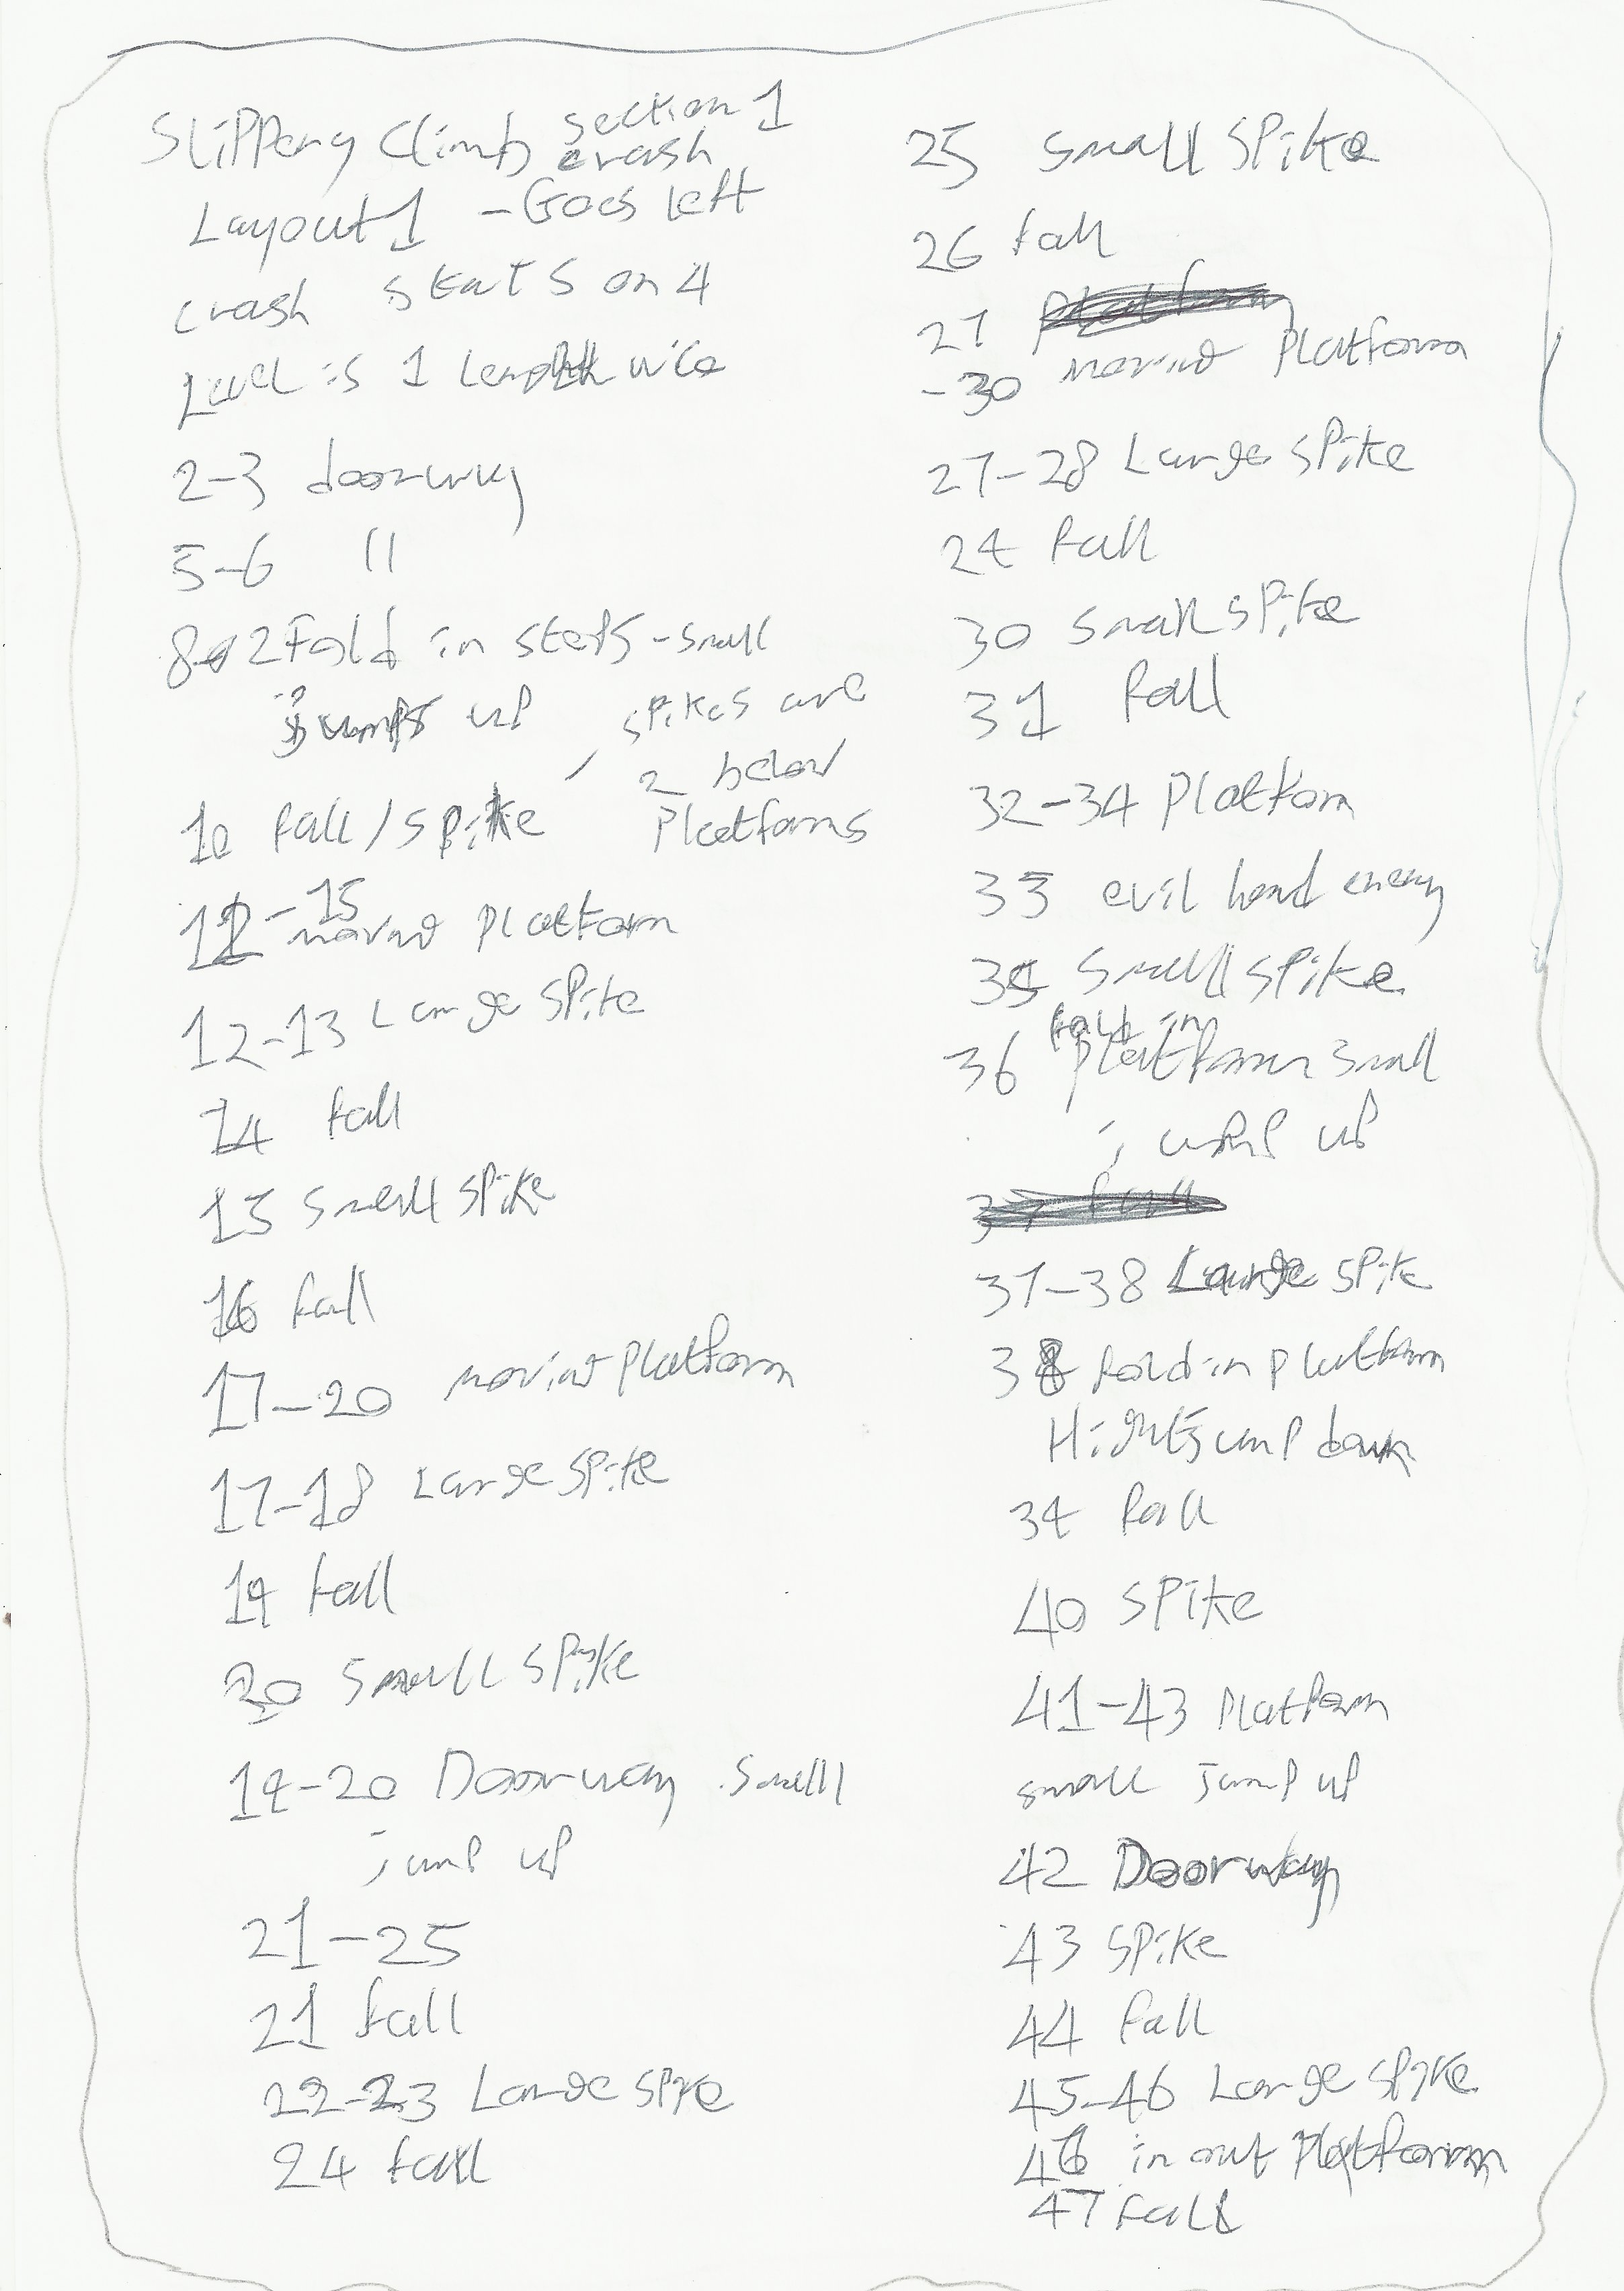 Slippery Climb section 1
crash
Layout 1 - Goes left
crash starts on 4
Level is 1 length wise
2-3 doorway
5-6 11
8 2 Fold in steps - small
jumps up , spikes are
2 below
10 fall/spike Platforms
12-15
moving Platform
12-13 Large spike
14 fall
15 small spike
16 fall
17-20 moving Platform
17-18 Large spike
19 fall
20 small spike
19-20 Doorway small
jump up
21-25
21 fall
22-23 Large spike
24 fall
25 small spike
26 fall
27
-30 moving Platform
27-28 Large spike
29 fall
30 small spike
31 fall
32-34 Platform
33 evil hand enemy
35 small spike
fold in
36 Platform small
jump up
37-38 Large spike
38 fold in Platform
Hight jump down
39 fall
40 spike
41-43 Platform
small jump up
42 Doorway
43 spike
44 fall
45-46 Large spike
46 in out Platform
47 fall